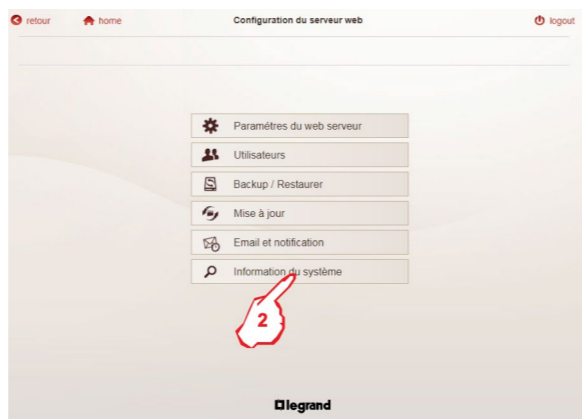 retour home Configuration du serveur web logout
Paramétres du web serveur
Utilisateurs
Backup / Restaurer
Mise à jour
Email et notification
Information du système
2
legrand